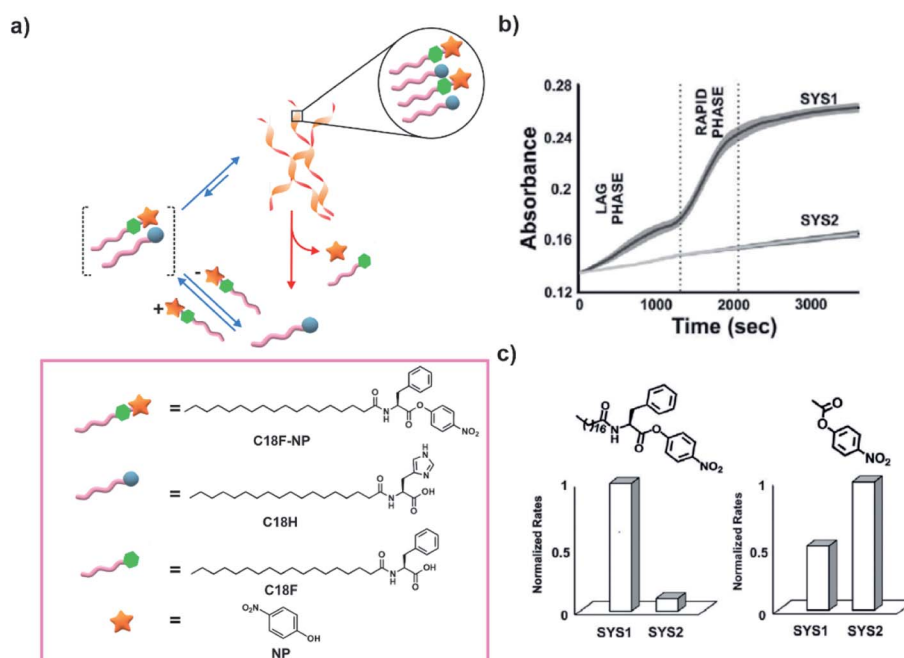 a)
-
+
=
C18F-NP
=
C18H
=
C18F
=
NP
O
N
H
O
O
NO₂
NH
N
O
N
H
O
OH
O
N
H
O
OH
O₂N
OH
b)
Absorbance
0.28
0.24
0.2
0.16
0.12
LAG
PHASE
RAPID
PHASE
SYS1
SYS2
0
1000
2000
3000
Time (sec)
c)
16
O
N
H
O
O
NO₂
Normalized Rates
1
0.5
0
SYS1
SYS2
O
O
NO₂
Normalized Rates
1
0.5
0
SYS1
SYS2